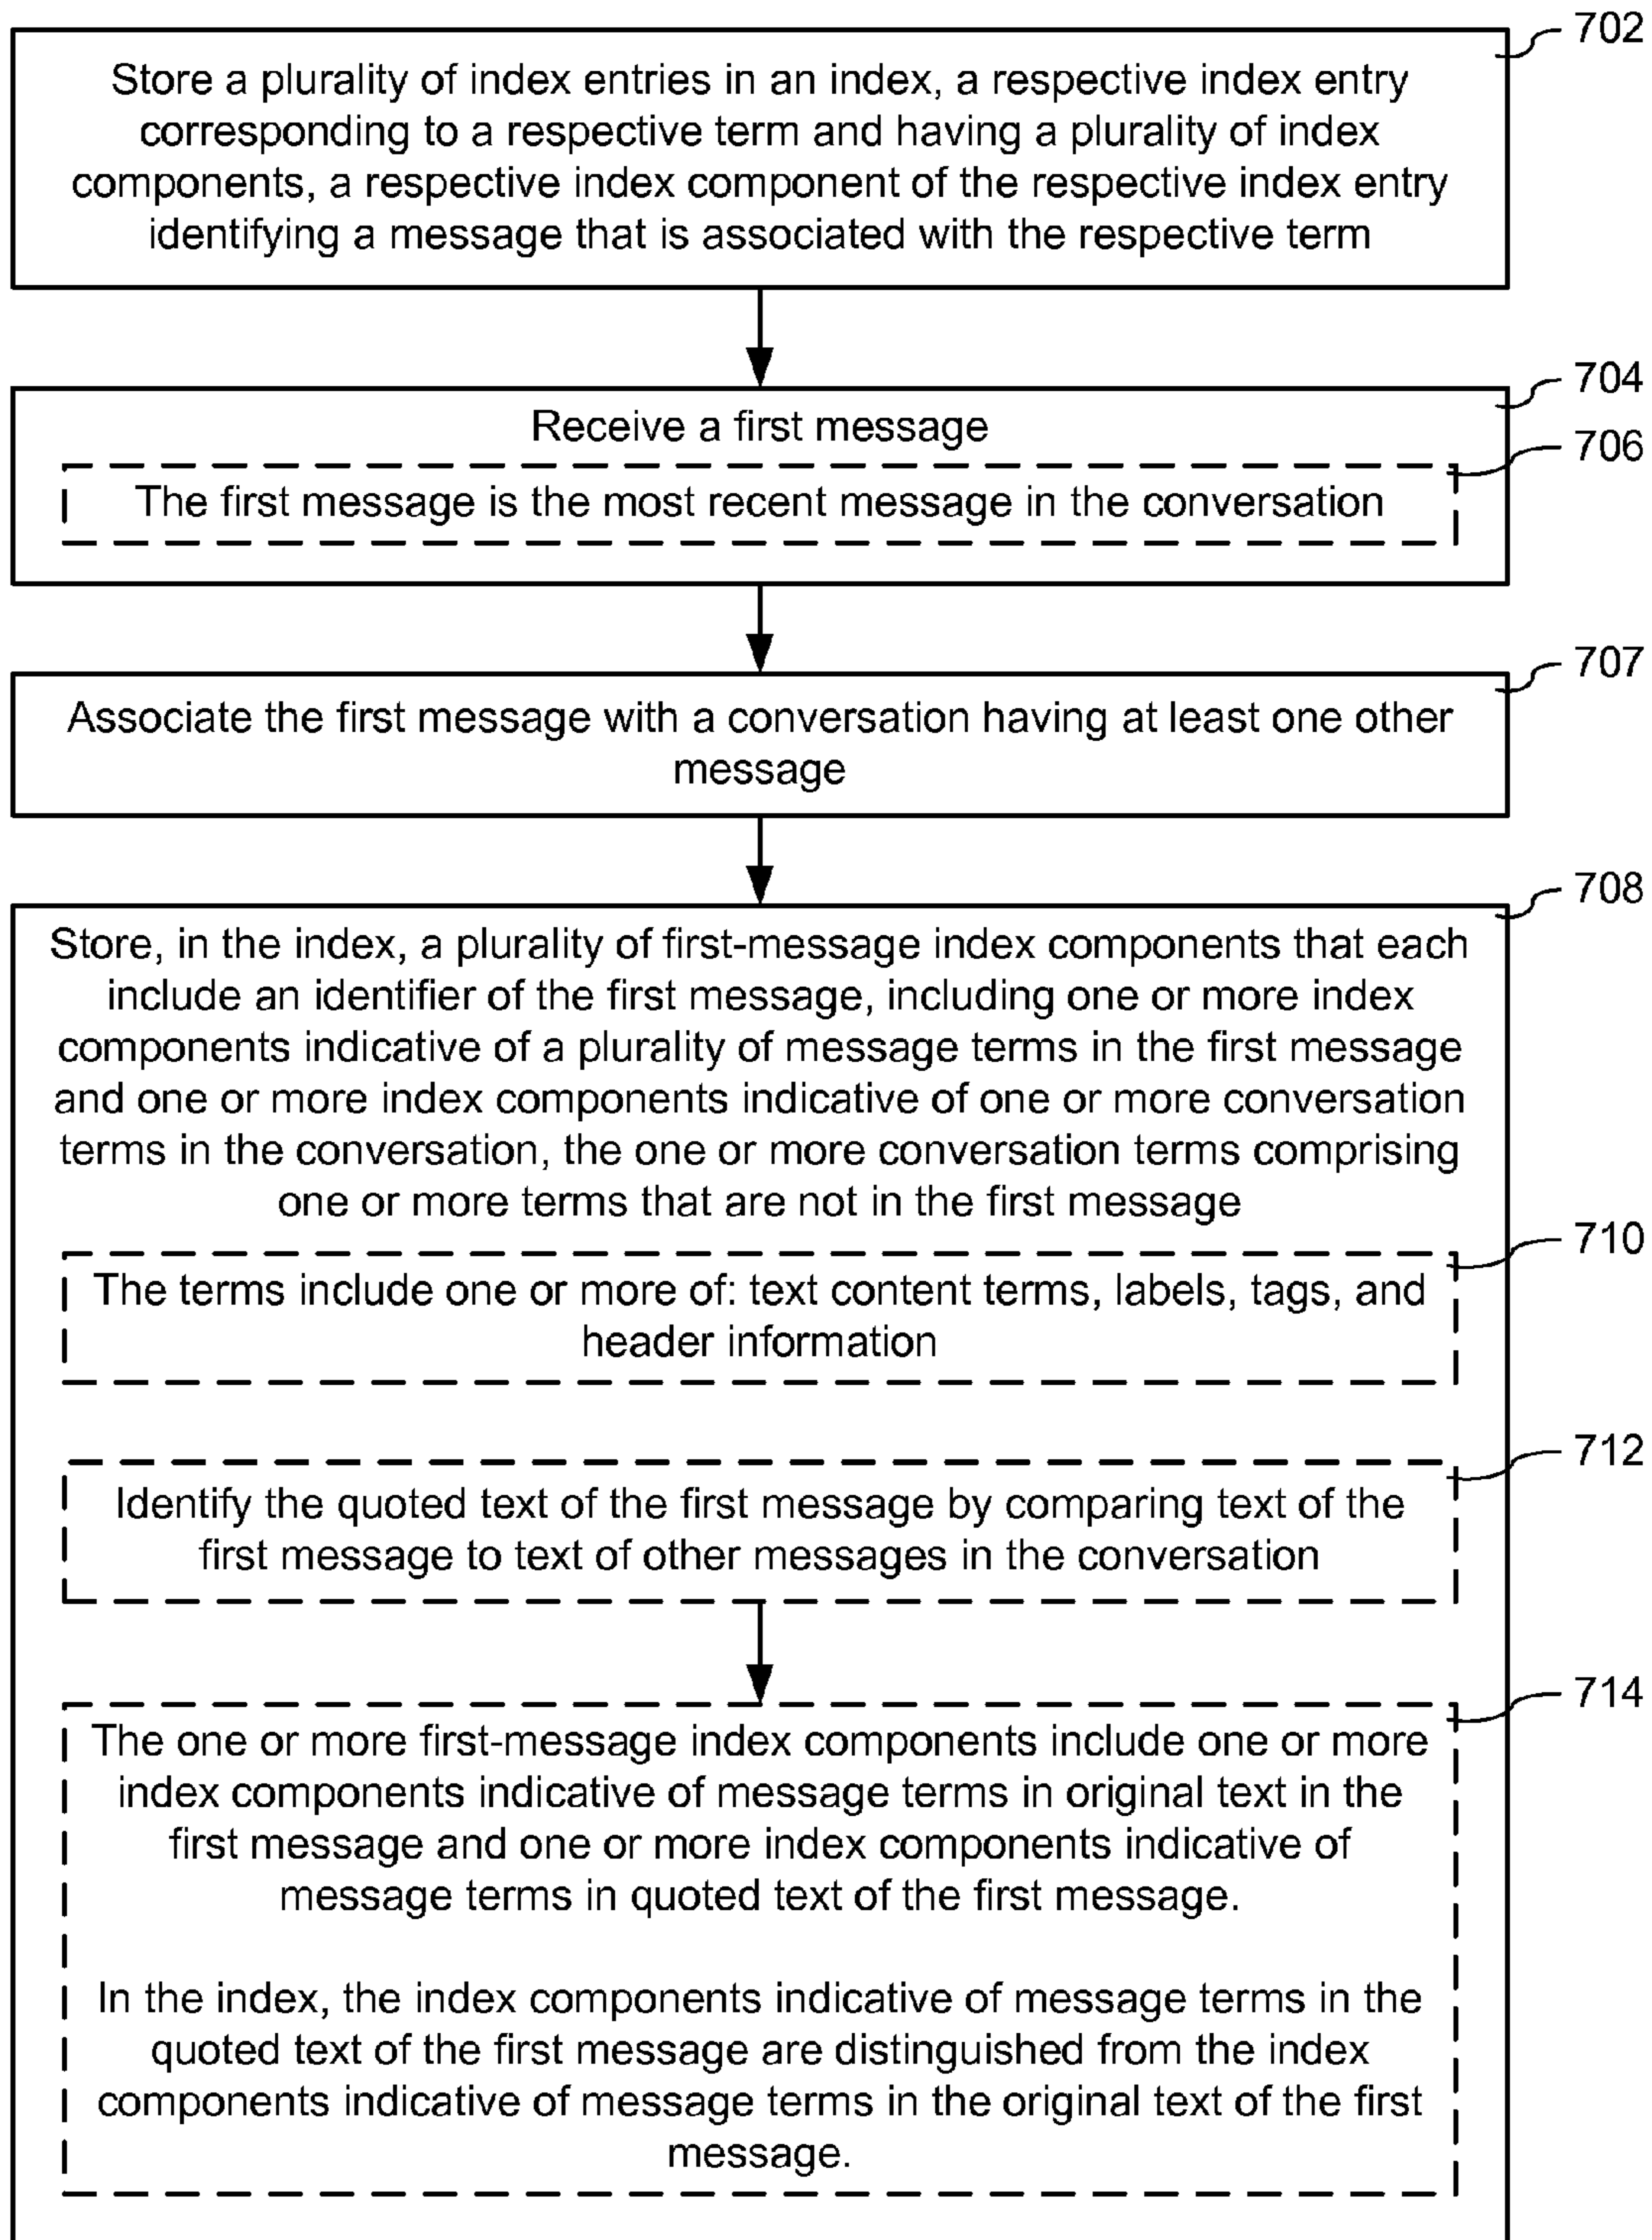 702
Store a plurality of index entries in an index, a respective index entry
corresponding to a respective term and having a plurality of index
components, a respective index component of the respective index entry
identifying a message that is associated with the respective term
704
Receive a first message
706
The first message is the most recent message in the conversation
707
Associate the first message with a conversation having at least one other
message
708
Store, in the index, a plurality of first-message index components that each
include an identifier of the first message, including one or more index
components indicative of a plurality of message terms in the first message
and one or more index components indicative of one or more conversation
terms in the conversation, the one or more conversation terms comprising
one or more terms that are not in the first message
710
The terms include one or more of: text content terms, labels, tags, and
header information
712
Identify the quoted text of the first message by comparing text of the
first message to text of other messages in the conversation
714
The one or more first-message index components include one or more
index components indicative of message terms in original text in the
first message and one or more index components indicative of
message terms in quoted text of the first message.
In the index, the index components indicative of message terms in the
quoted text of the first message are distinguished from the index
components indicative of message terms in the original text of the first
message.